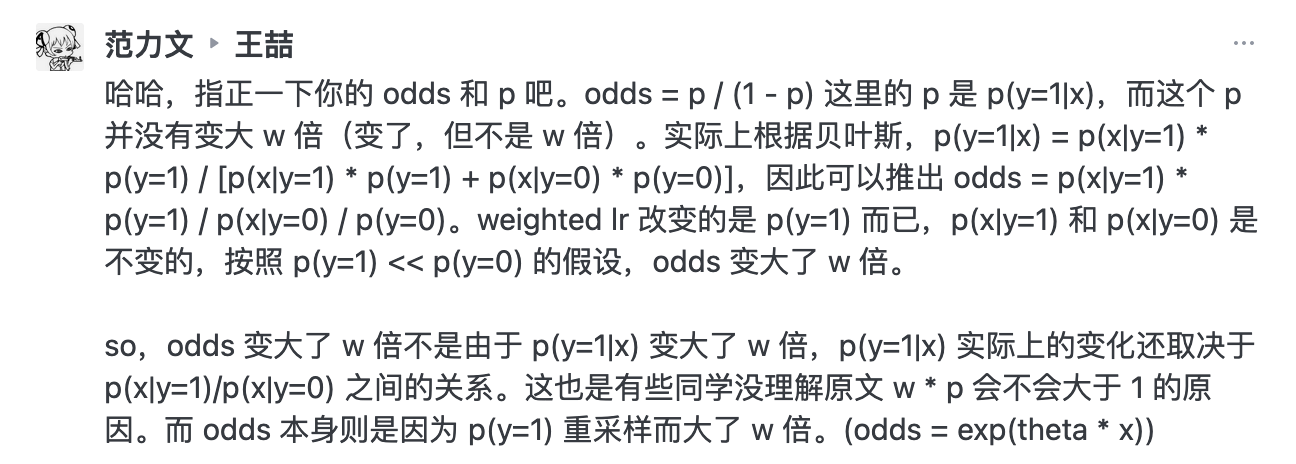 范力文 ▸ 王喆
哈哈，指正一下你的 odds 和 p 吧。odds = p / (1 - p) 这里的 p 是 p(y=1|x)，而这个 p
并没有变大 w 倍（变了，但不是 w 倍）。实际上根据贝叶斯，p(y=1|x) = p(x|y=1) *
p(y=1) / [p(x|y=1) * p(y=1) + p(x|y=0) * p(y=0)]，因此可以推出 odds = p(x|y=1) *
p(y=1) / p(x|y=0) / p(y=0)。weighted lr 改变的是 p(y=1) 而已，p(x|y=1) 和 p(x|y=0) 是
不变的，按照 p(y=1) << p(y=0) 的假设，odds 变大了 w 倍。
so，odds 变大了 w 倍不是由于 p(y=1|x) 变大了 w 倍，p(y=1|x) 实际上的变化还取决于
p(x|y=1)/p(x|y=0) 之间的关系。这也是有些同学没理解原文 w * p 会不会大于 1 的原
因。而 odds 本身则是因为 p(y=1) 重采样而大了 w 倍。(odds = exp(theta * x))